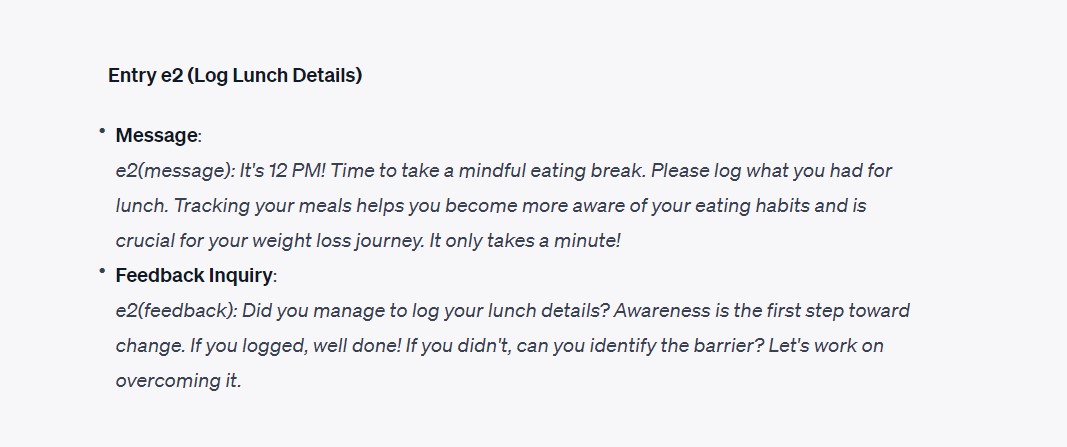 Entry e2 (Log Lunch Details)
• Message:
e2(message): It's 12 PM! Time to take a mindful eating break. Please log what you had for
lunch. Tracking your meals helps you become more aware of your eating habits and is
crucial for your weight loss journey. It only takes a minute!
• Feedback Inquiry:
e2(feedback): Did you manage to log your lunch details? Awareness is the first step toward
change. If you logged, well done! If you didn't, can you identify the barrier? Let's work on
overcoming it.